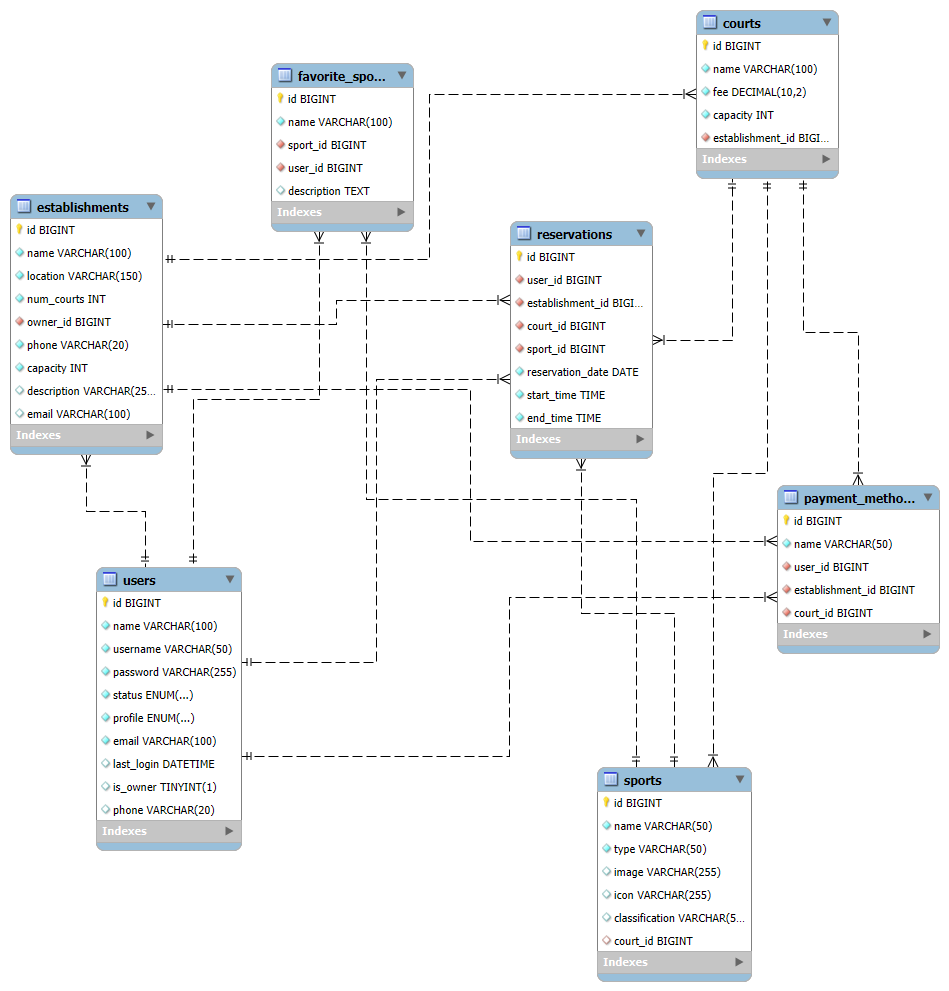 courts
id BIGINT
name VARCHAR(100)
fee DECIMAL(10,2)
capacity INT
establishment_id BIGI...
Indexes
favorite_spo...
id BIGINT
name VARCHAR(100)
sport_id BIGINT
user_id BIGINT
description TEXT
Indexes
establishments
id BIGINT
name VARCHAR(100)
location VARCHAR(150)
num_courts INT
owner_id BIGINT
phone VARCHAR(20)
capacity INT
description VARCHAR(25...
email VARCHAR(100)
Indexes
reservations
id BIGINT
user_id BIGINT
establishment_id BIGI...
court_id BIGINT
sport_id BIGINT
reservation_date DATE
start_time TIME
end_time TIME
Indexes
payment_metho...
id BIGINT
name VARCHAR(50)
user_id BIGINT
establishment_id BIGINT
court_id BIGINT
Indexes
users
id BIGINT
name VARCHAR(100)
username VARCHAR(50)
password VARCHAR(255)
status ENUM(...)
profile ENUM(...)
email VARCHAR(100)
last_login DATETIME
is_owner TINYINT(1)
phone VARCHAR(20)
Indexes
sports
id BIGINT
name VARCHAR(50)
type VARCHAR(50)
image VARCHAR(255)
icon VARCHAR(255)
classification VARCHAR(5...
court_id BIGINT
Indexes